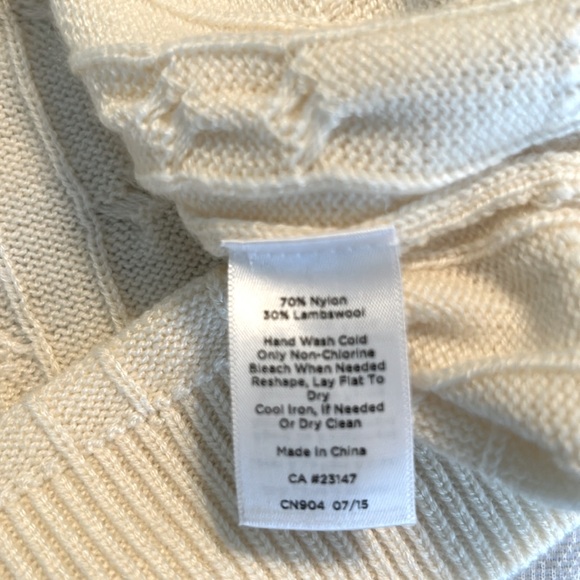 70% Nylon
30% Lambswool
Hand Wash Cold
Only Non-Chlorine
Bleach When Needed
Reshape, Lay Flat To
Dry
Cool Iron, If Needed
Or Dry Clean
Made In China
CA #23147
CN904 07/15